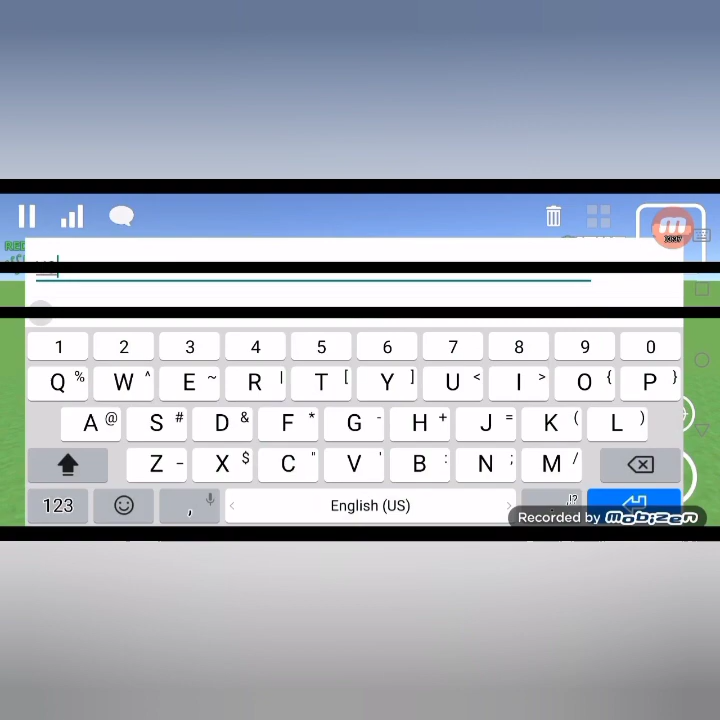 1 2 3 4 5 6 7 8 9 0
Q % W ^ E ~ R | T [ Y ] U < I > O { P }
A @ S # D & F * G - H + J = K ( L )
Z _ X $ C " V ' B : N ; M /
123 , English (US) . !?
Recorded by mobizen